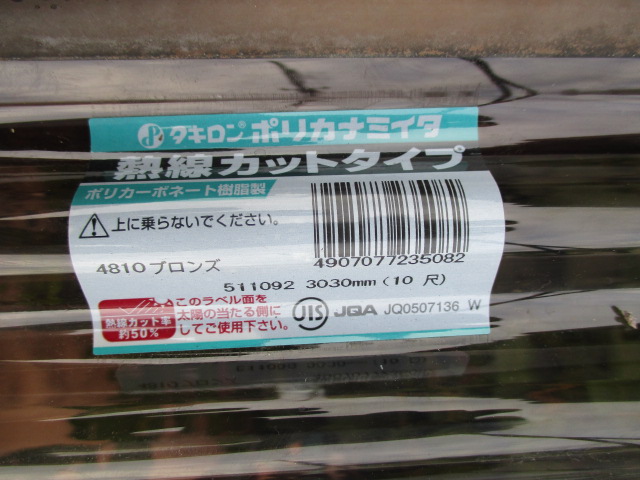 タキロン® ポリカナミイタ
熱線カットタイプ
ポリカーボネート樹脂製
上に乗らないでください。
4907077235082
4810ブロンズ
511092 3030mm (10 尺)
熱線カット率
約50%
このラベル面を
太陽の当たる側に
してご使用下さい。
JIS JQA JQ0507136 W